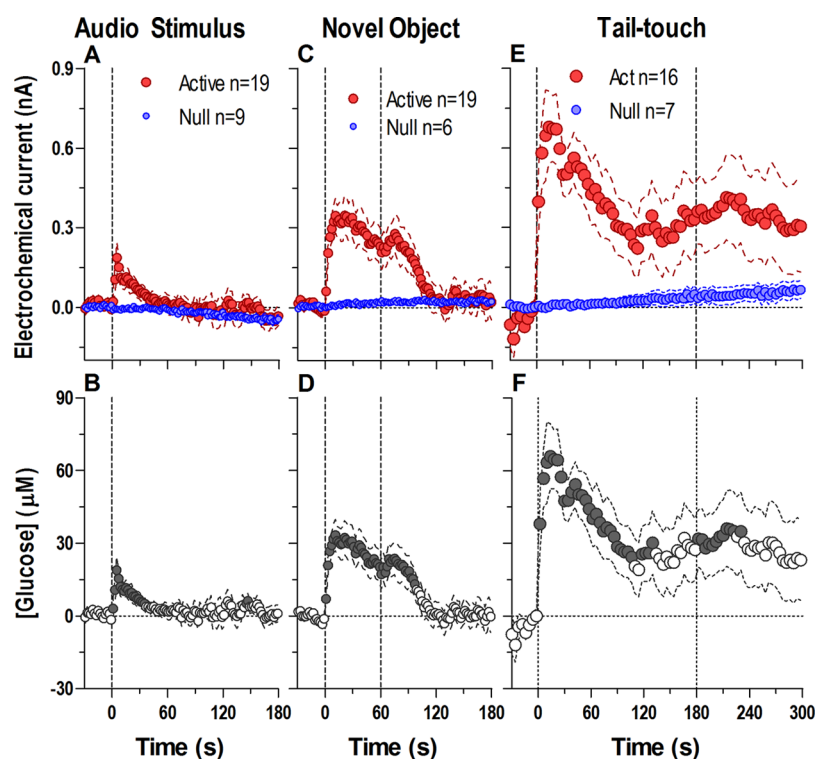 Audio Stimulus Novel Object Tail-touch
A C E
Electrochemical current (nA)
0.9
0.6
0.3
0.0
Active n=19
Null n=9
Active n=19
Null n=6
Act n=16
Null n=7
B D F
[Glucose] (μM)
90
60
30
0
-30
0 60 120 180 0 60 120 180 0 60 120 180 240 300
Time (s) Time (s) Time (s)